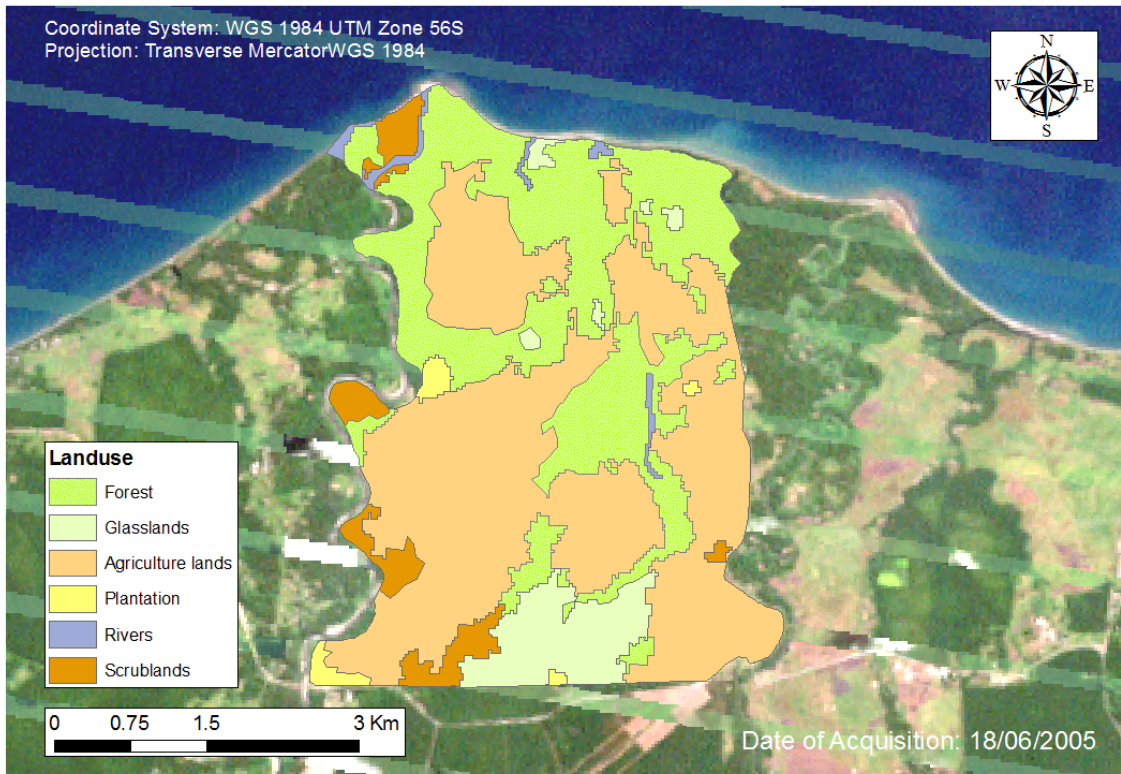 Coordinate System: WGS 1984 UTM Zone 56S
Projection: Transverse MercatorWGS 1984
N
W E
S
Landuse
Forest
Glasslands
Agriculture lands
Plantation
Rivers
Scrublands
0 0.75 1.5 3 Km
Date of Acquisition: 18/06/2005